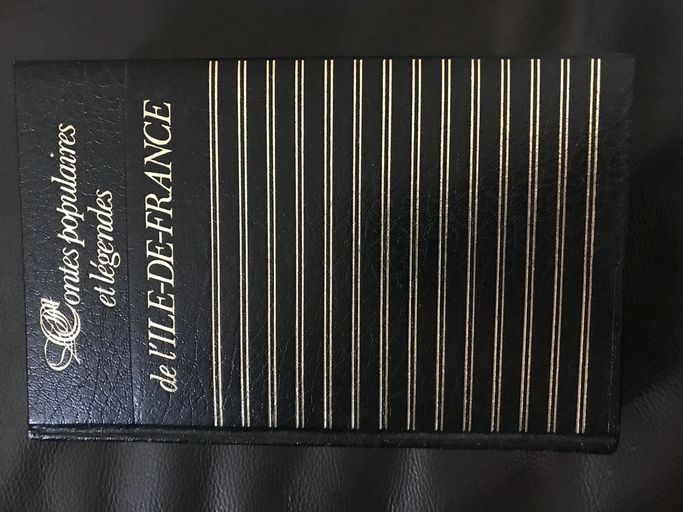 Contes populaires
et légendes
de l'ILE-DE-FRANCE